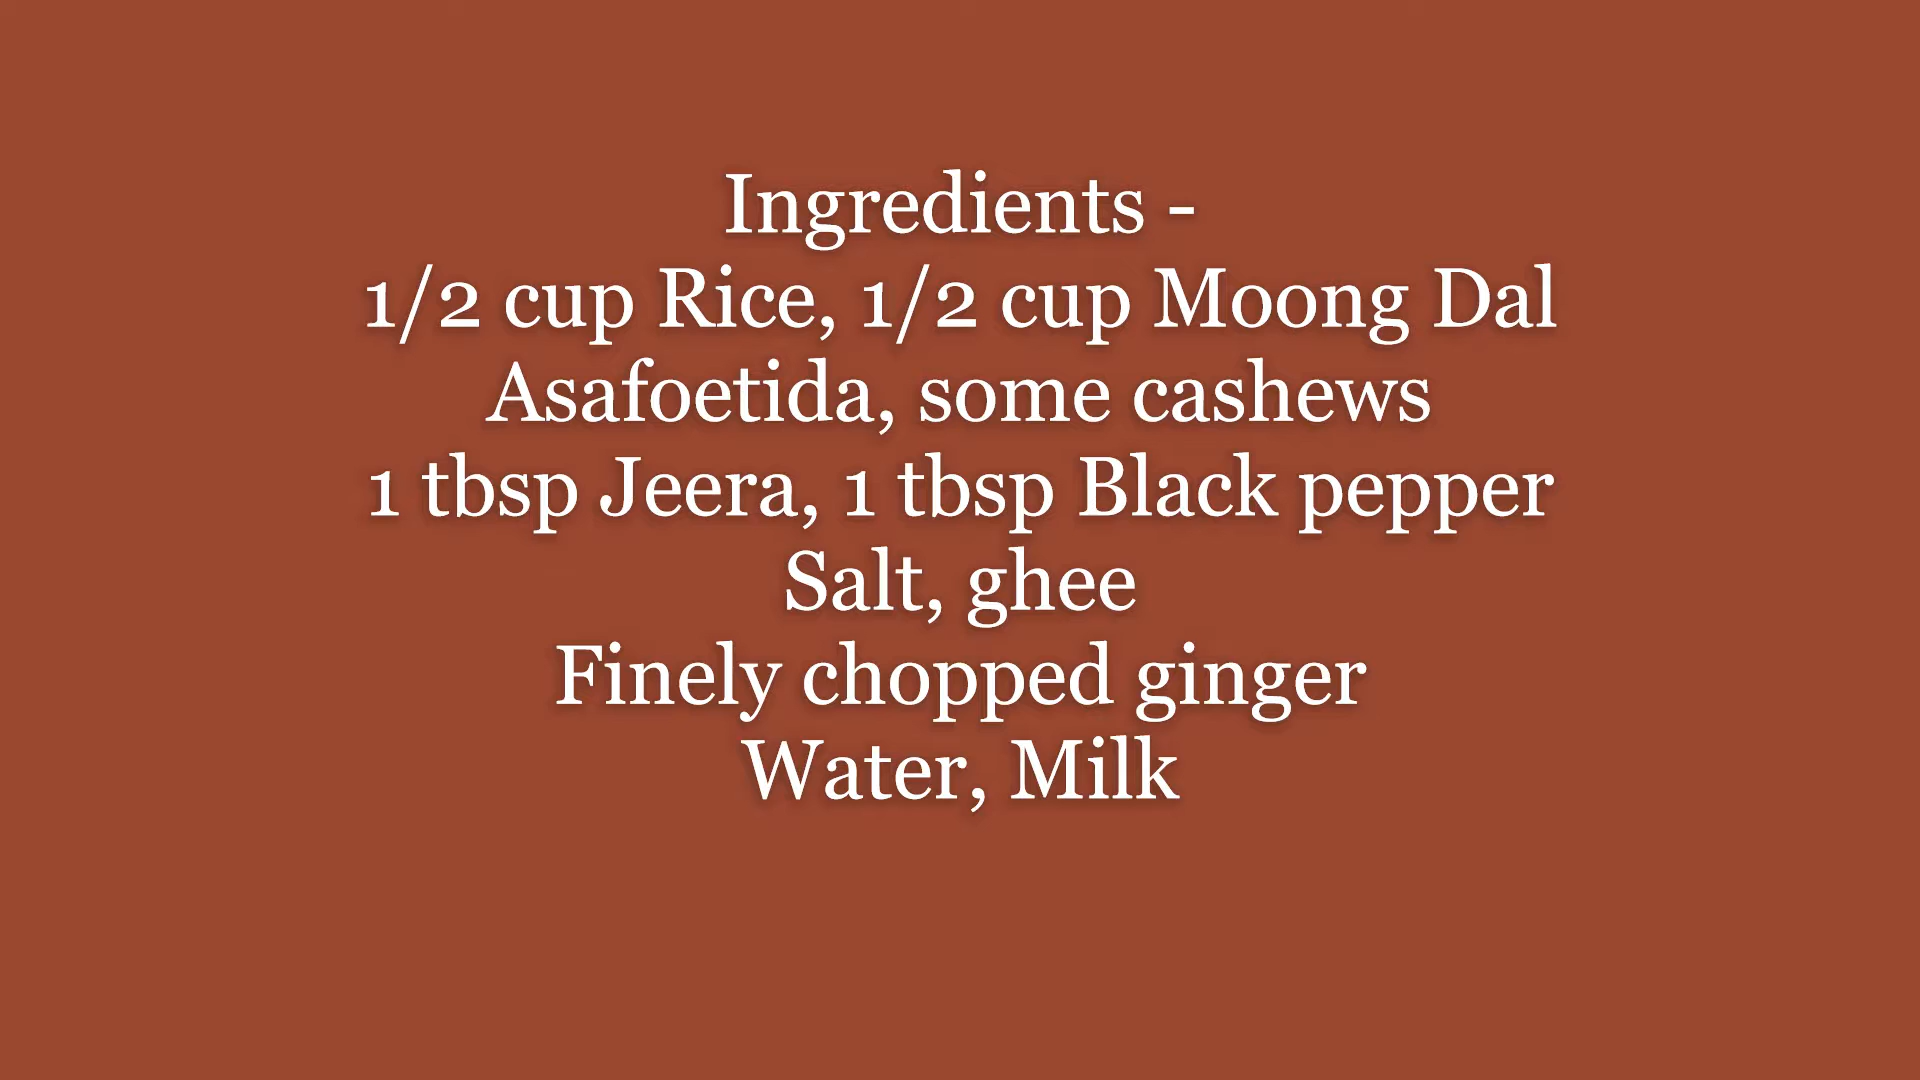 Ingredients -
1/2 cup Rice, 1/2 cup Moong Dal
Asafoetida, some cashews
1 tbsp Jeera, 1 tbsp Black pepper
Salt, ghee
Finely chopped ginger
Water, Milk